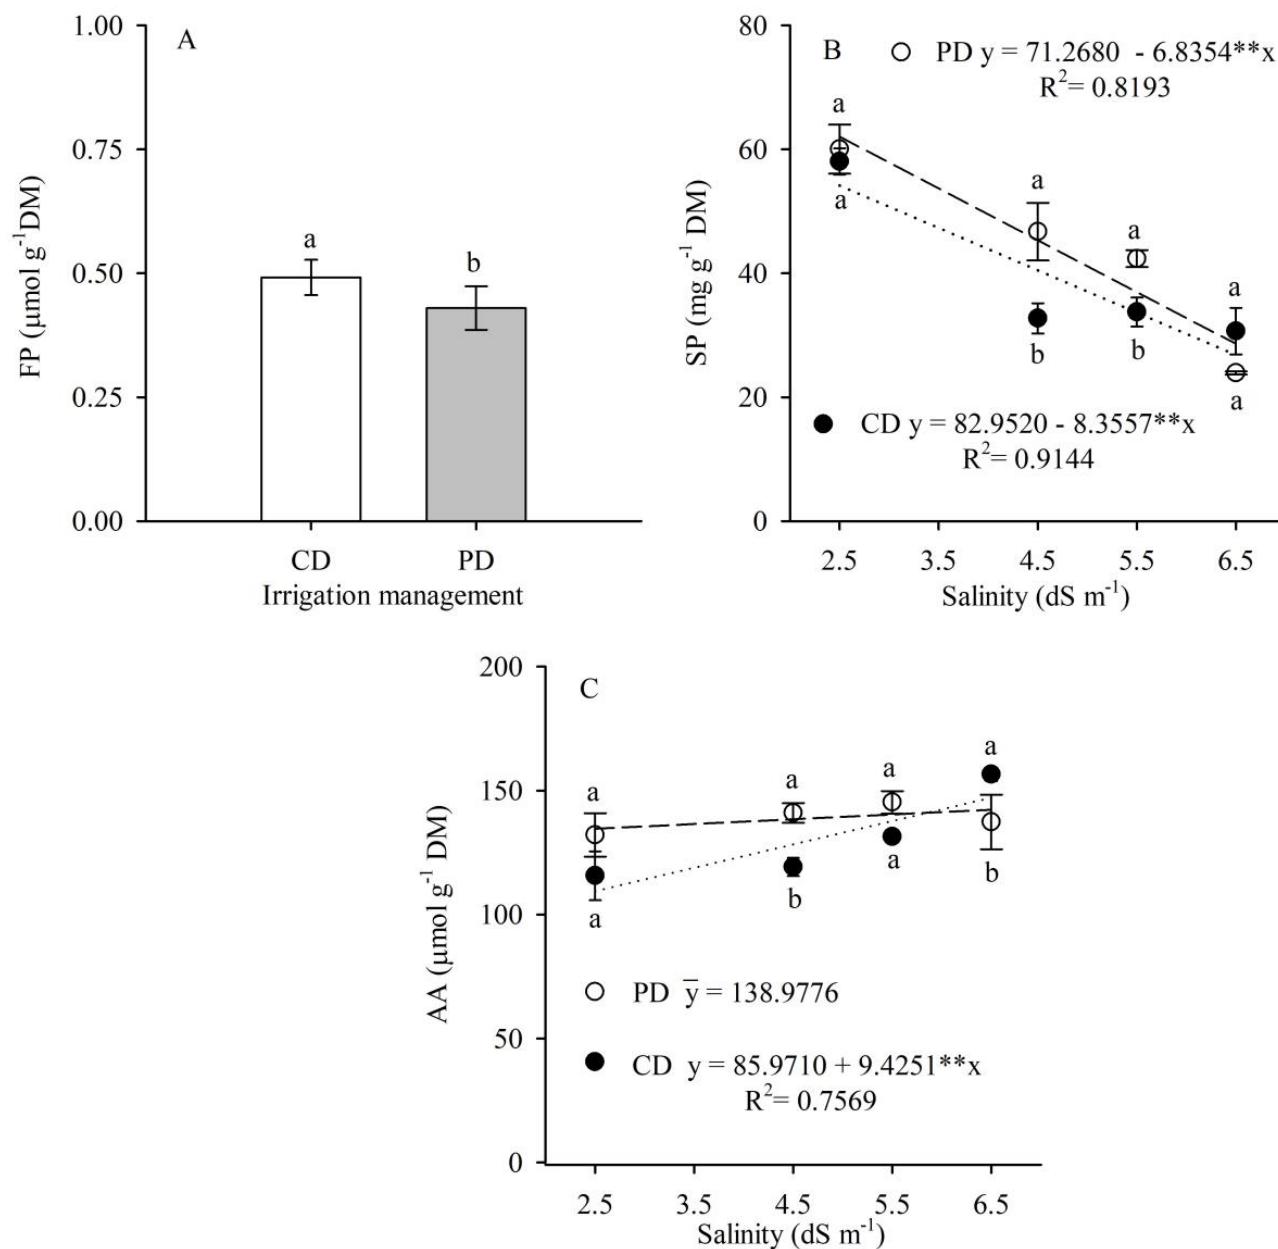 A
1.00
0.75
0.50
0.25
0.00
FP (µmol g⁻¹DM)
a
b
CD
PD
Irrigation management
B
PD y = 71.2680 - 6.8354**x
R²= 0.8193
80
60
40
20
0
SP (mg g⁻¹ DM)
a
a
a
a
a
b
b
a
CD y = 82.9520 - 8.3557**x
R²= 0.9144
2.5 3.5 4.5 5.5 6.5
Salinity (dS m⁻¹)
C
200
150
100
50
0
AA (µmol g⁻¹ DM)
a
a
a
a
a
b
a
b
PD y̅ = 138.9776
CD y = 85.9710 + 9.4251**x
R²= 0.7569
2.5 3.5 4.5 5.5 6.5
Salinity (dS m⁻¹)